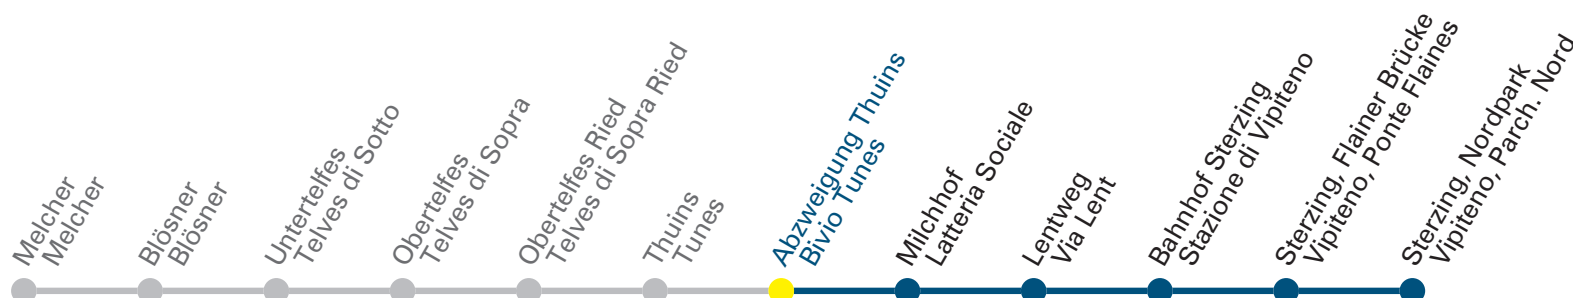 Melcher
Melcher
Blösner
Blösner
Untertelfes
Telves di Sotto
Obertelfes
Telves di Sopra
Obertelfes Ried
Telves di Sopra Ried
Thuins
Tunes
Abzweigung Thuins
Bivio Tunes
Milchhof
Latteria Sociale
Lentweg
Via Lent
Bahnhof Sterzing
Stazione di Vipiteno
Sterzing, Flainer Brücke
Vipiteno, Ponte Flaines
Sterzing, Nordpark
Vipiteno, Parch. Nord